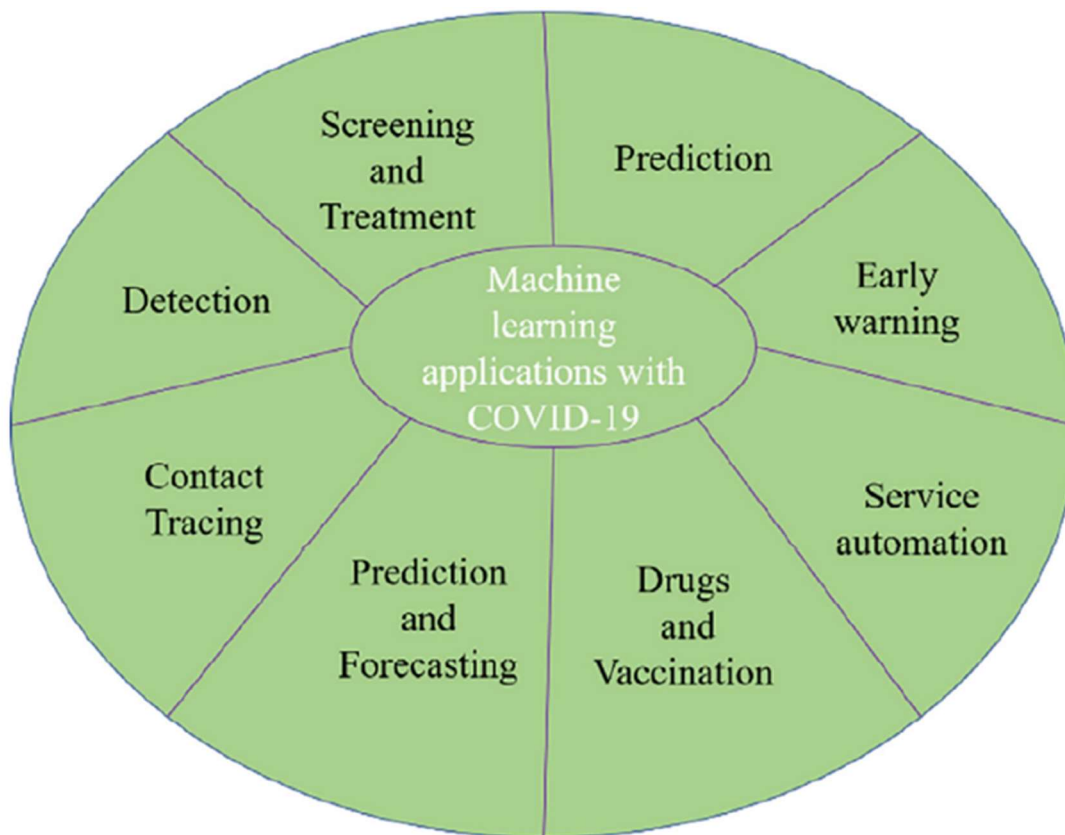 Screening
and
Treatment
Prediction
Detection
Machine
learning
applications with
COVID-19
Early
warning
Contact
Tracing
Service
automation
Prediction
and
Forecasting
Drugs
and
Vaccination